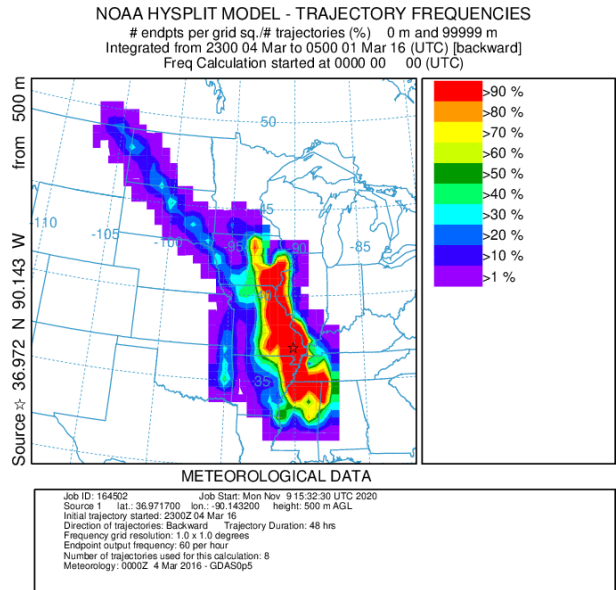 NOAA HYSPLIT MODEL - TRAJECTORY FREQUENCIES
# endpts per grid sq./# trajectories (%) 0 m and 99999 m
Integrated from 2300 04 Mar to 0500 01 Mar 16 (UTC) [backward]
Freq Calculation started at 0000 00 00 (UTC)
Source ☆ 36.972 N 90.143 W from 500 m
50
-110
-105
-100
45
-95
-90
-85
40
35
>90 %
>80 %
>70 %
>60 %
>50 %
>40 %
>30 %
>20 %
>10 %
>1 %
METEOROLOGICAL DATA
Job ID: 164502 Job Start: Mon Nov 9 15:32:30 UTC 2020
Source 1 lat.: 36.971700 lon.: -90.143200 height: 500 m AGL
Initial trajectory started: 2300Z 04 Mar 16
Direction of trajectories: Backward Trajectory Duration: 48 hrs
Frequency grid resolution: 1.0 x 1.0 degrees
Endpoint output frequency: 60 per hour
Number of trajectories used for this calculation: 8
Meteorology: 0000Z 4 Mar 2016 - GDAS0p5